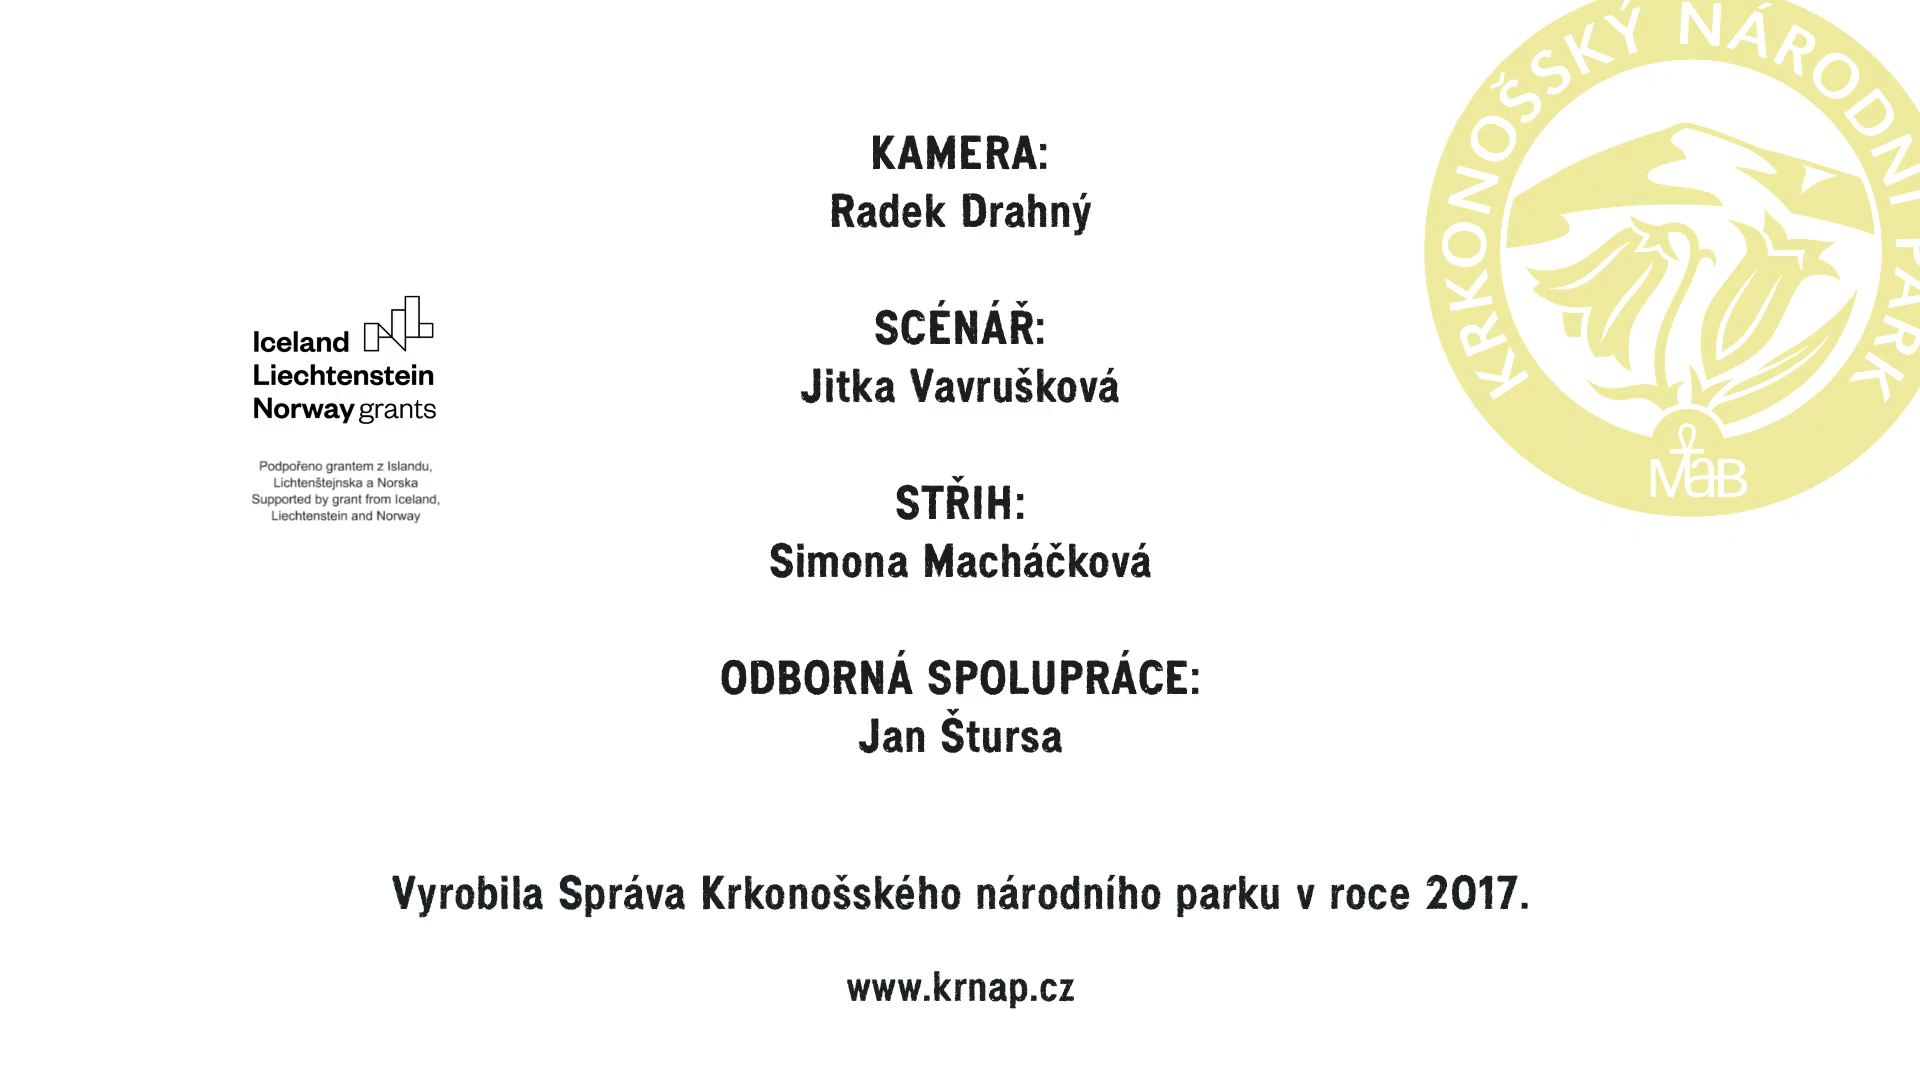 KRKONOŠSKÝ NÁRODNÍ PARK
MaB
KAMERA:
Radek Drahný
SCÉNÁŘ:
Jitka Vavrušková
STŘIH:
Simona Macháčková
ODBORNÁ SPOLUPRÁCE:
Jan Štursa
Iceland
Liechtenstein
Norway grants
Podpořeno grantem z Islandu,
Lichtenštejnska a Norska
Supported by grant from Iceland,
Liechtenstein and Norway
Vyrobila Správa Krkonošského národního parku v roce 2017.
www.krnap.cz